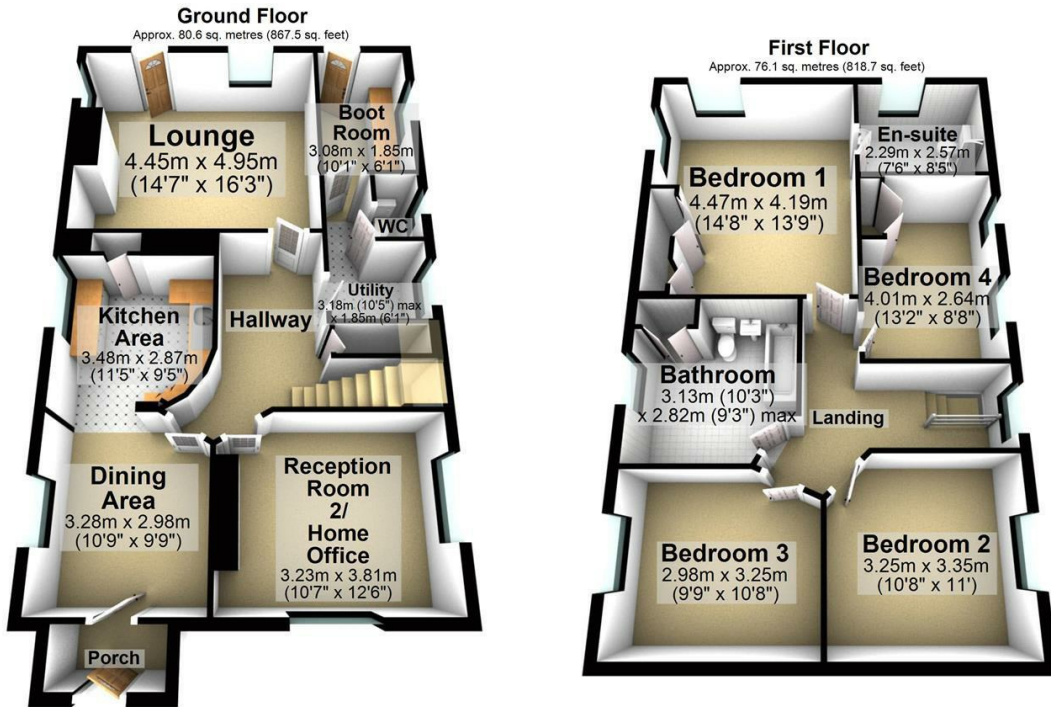 Ground Floor
Approx. 80.6 sq. metres (867.5 sq. feet)
Lounge
4.45m x 4.95m
(14'7" x 16'3")
Boot
Room
3.08m x 1.85m
(10'1" x 6'1")
WC
Utility
3.18m (10'5") max
x 1.85m (6'1")
Kitchen
Area
3.48m x 2.87m
(11'5" x 9'5")
Hallway
Dining
Area
3.28m x 2.98m
(10'9" x 9'9")
Reception
Room
2/
Home
Office
3.23m x 3.81m
(10'7" x 12'6")
Porch
First Floor
Approx. 76.1 sq. metres (818.7 sq. feet)
Bedroom 1
4.47m x 4.19m
(14'8" x 13'9")
En-suite
2.29m x 2.57m
(7'6" x 8'5")
Bedroom 4
4.01m x 2.64m
(13'2" x 8'8")
Bathroom
3.13m (10'3")
x 2.82m (9'3") max
Landing
Bedroom 3
2.98m x 3.25m
(9'9" x 10'8")
Bedroom 2
3.25m x 3.35m
(10'8" x 11')